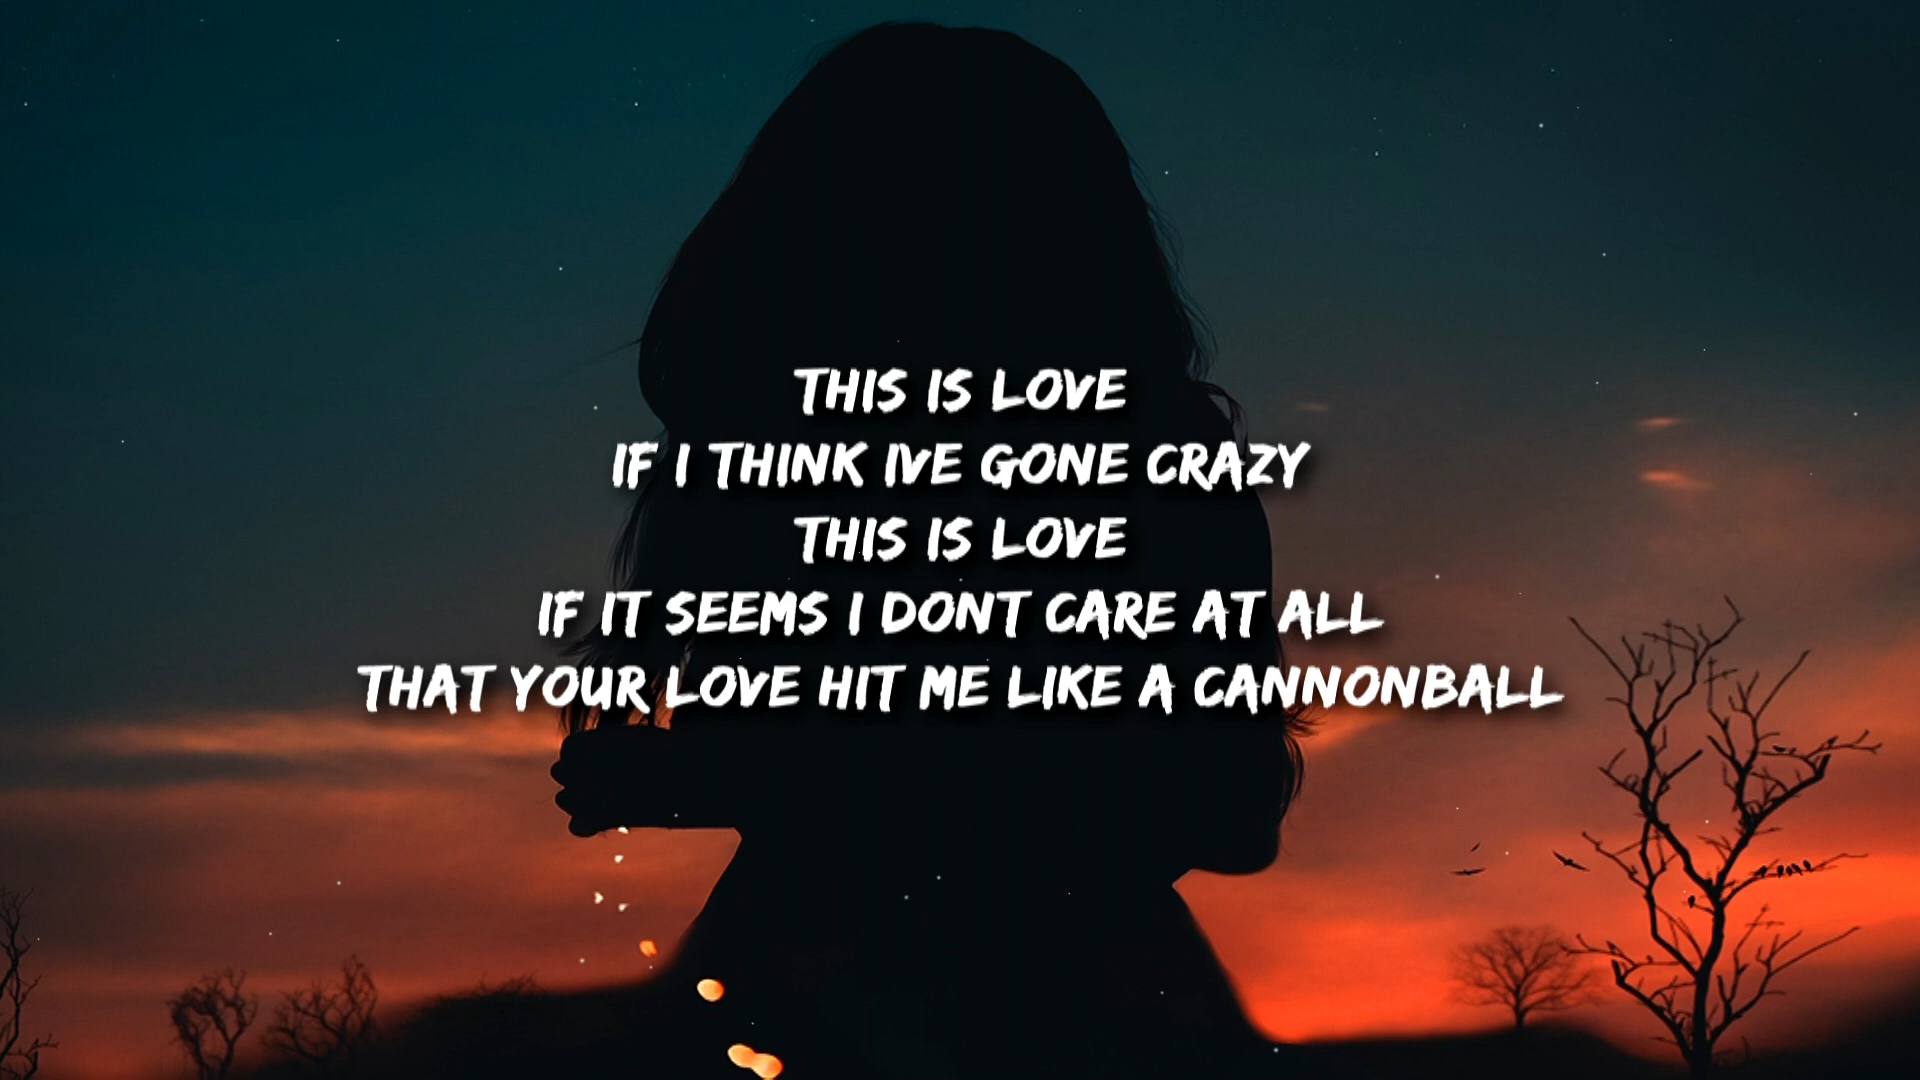 THIS IS LOVE
IF I THINK IVE GONE CRAZY
THIS IS LOVE
IF IT SEEMS I DONT CARE AT ALL
THAT YOUR LOVE HIT ME LIKE A CANNONBALL